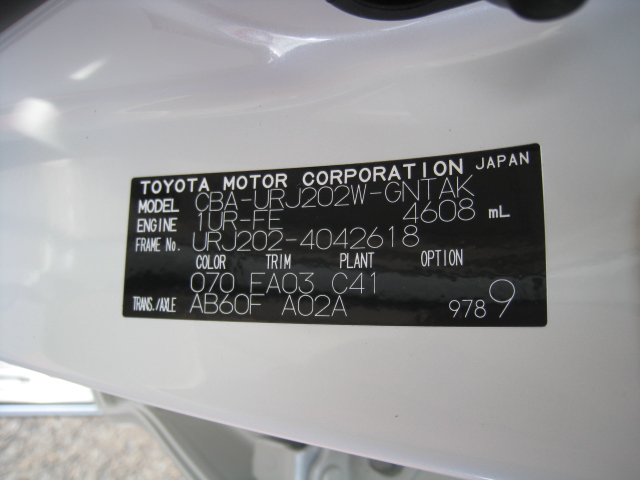 TOYOTA MOTOR CORPORATION JAPAN
MODEL CBA-URJ202W-GNTAK
ENGINE 1UR-FE 4608 mL
FRAME No. URJ202-4042618
COLOR TRIM PLANT OPTION
070 FA03 C41
TRANS./AXLE AB60F A02A 978 9